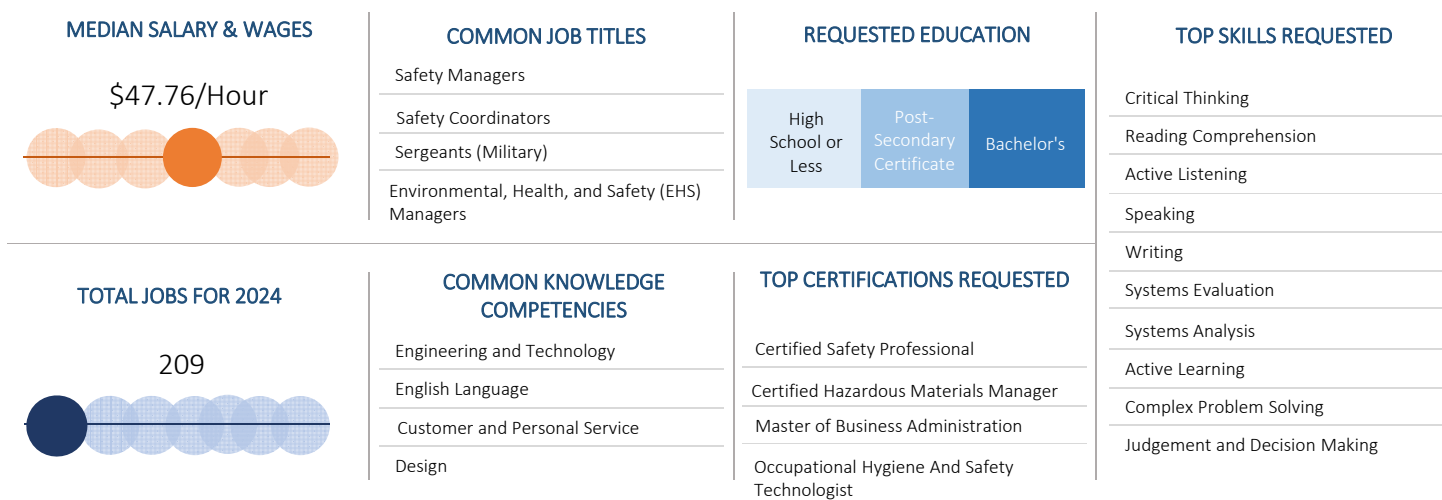 MEDIAN SALARY & WAGES
$47.76/Hour
COMMON JOB TITLES
Safety Managers
Safety Coordinators
Sergeants (Military)
Environmental, Health, and Safety (EHS)
Managers
REQUESTED EDUCATION
High
School or
Less
Post-
Secondary
Certificate
Bachelor's
TOP SKILLS REQUESTED
Critical Thinking
Reading Comprehension
Active Listening
Speaking
Writing
Systems Evaluation
Systems Analysis
Active Learning
Complex Problem Solving
Judgement and Decision Making
TOTAL JOBS FOR 2024
209
COMMON KNOWLEDGE
COMPETENCIES
Engineering and Technology
English Language
Customer and Personal Service
Design
TOP CERTIFICATIONS REQUESTED
Certified Safety Professional
Certified Hazardous Materials Manager
Master of Business Administration
Occupational Hygiene And Safety
Technologist